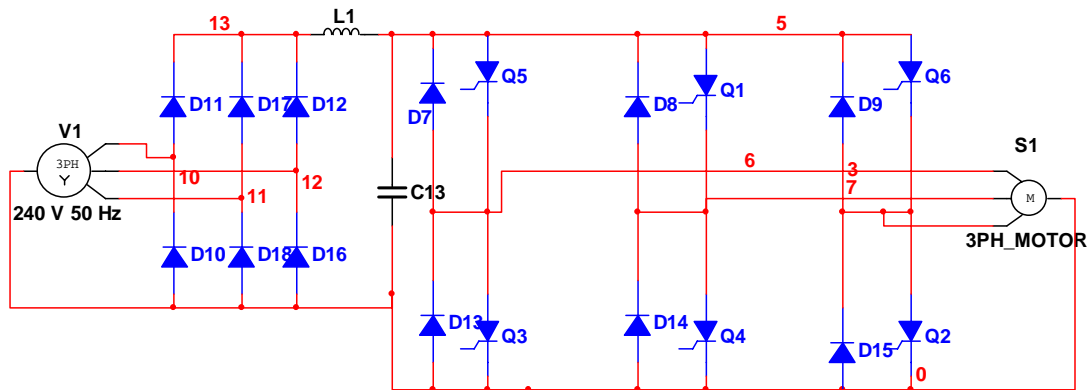 L1
13
5
D11
D17
D12
Q5
D7
D8
Q1
D9
Q6
V1
3PH
Y
240 V 50 Hz
10
11
12
C13
6
3
7
S1
M
3PH_MOTOR
D10
D18
D16
D13
Q3
D14
Q4
D15
Q2
0